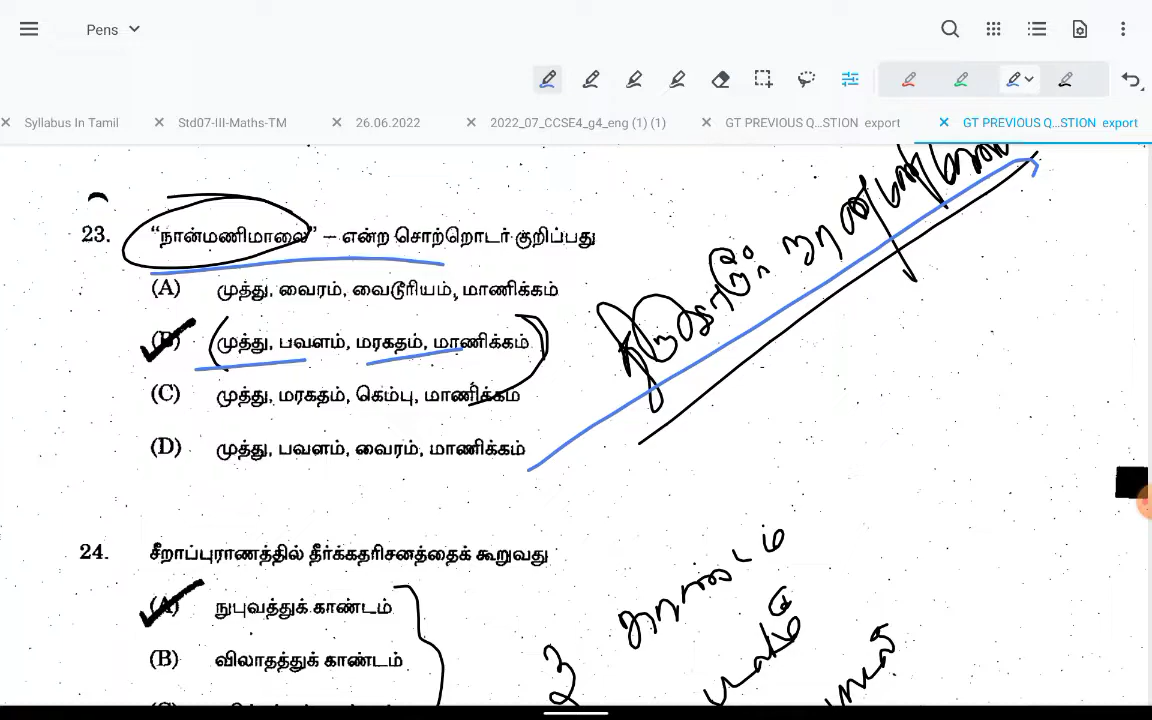 Pens
Syllabus In Tamil
Std07-III-Maths-TM
26.06.2022
2022_07_CCSE4_g4_eng (1) (1)
GT PREVIOUS Q...STION export
GT PREVIOUS Q...STION export
23. "நான்மணிமாலை" – என்ற சொற்றொடர் குறிப்பது
(A) முத்து, வைரம், வைடூரியம், மாணிக்கம்
(B) முத்து, பவளம், மரகதம், மாணிக்கம்
(C) முத்து, மரகதம், கெம்பு, மாணிக்கம்
(D) முத்து, பவளம், வைரம், மாணிக்கம்
24. சீறாப்புராணத்தில் தீர்க்கதரிசனத்தைக் கூறுவது
(A) நுபுவத்துக் காண்டம்
(B) விலாதத்துக் காண்டம்
3